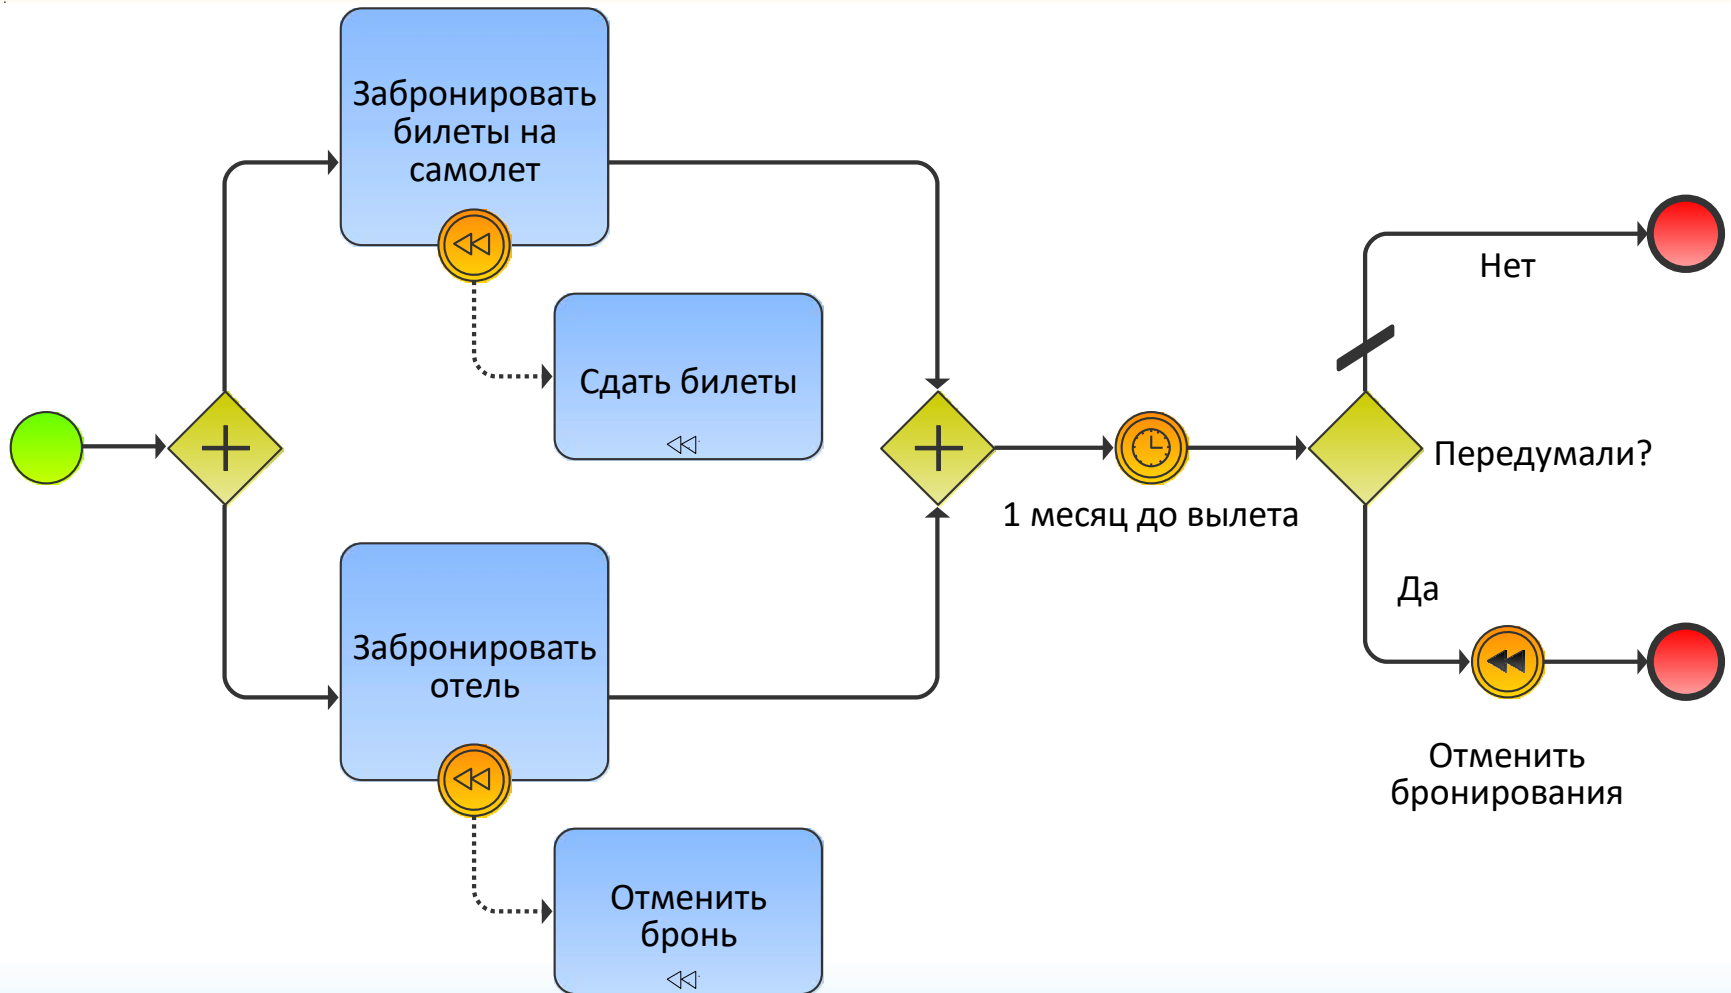 Забронировать
билеты на
самолет
Сдать билеты
Забронировать
отель
Отменить
бронь
1 месяц до вылета
Передумали?
Нет
Да
Отменить
бронирования